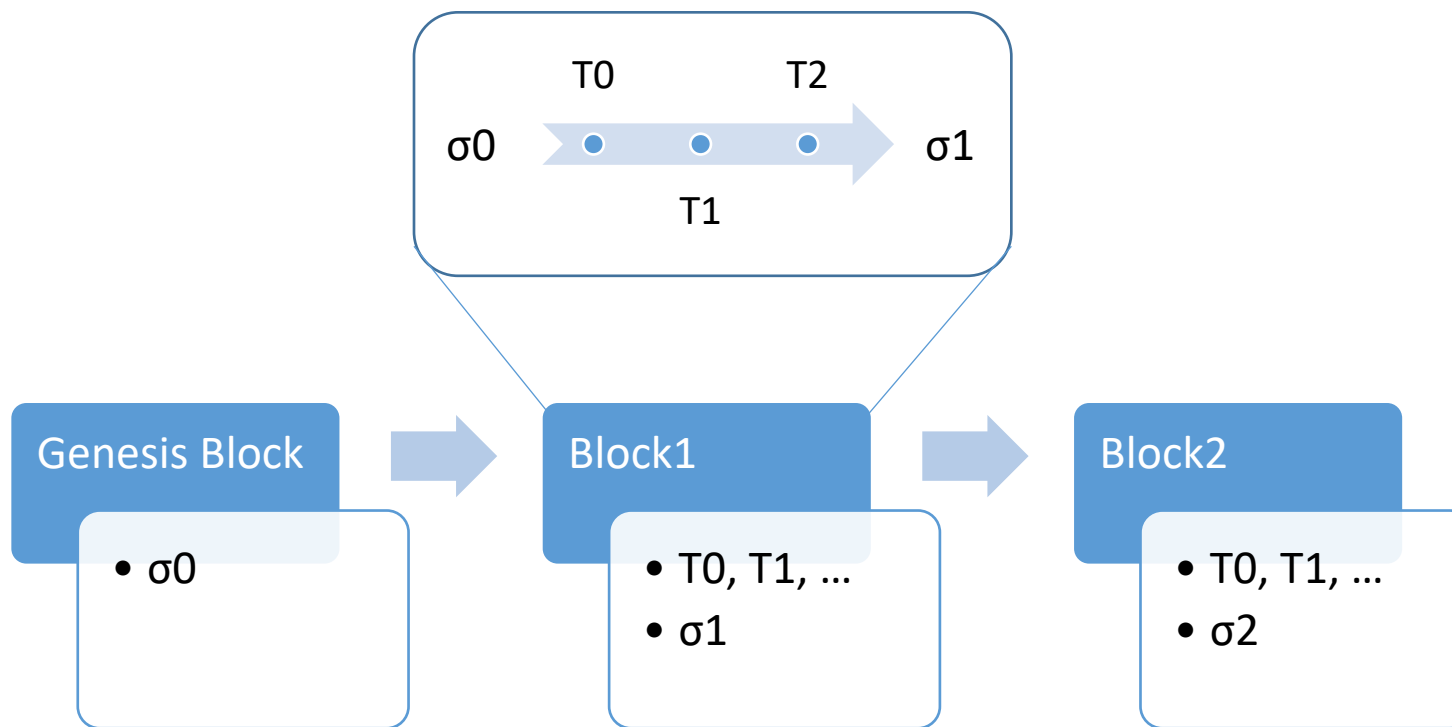 T0
T2
σ0
σ1
T1
Genesis Block
• σ0
Block1
• T0, T1, ...
• σ1
Block2
• T0, T1, ...
• σ2